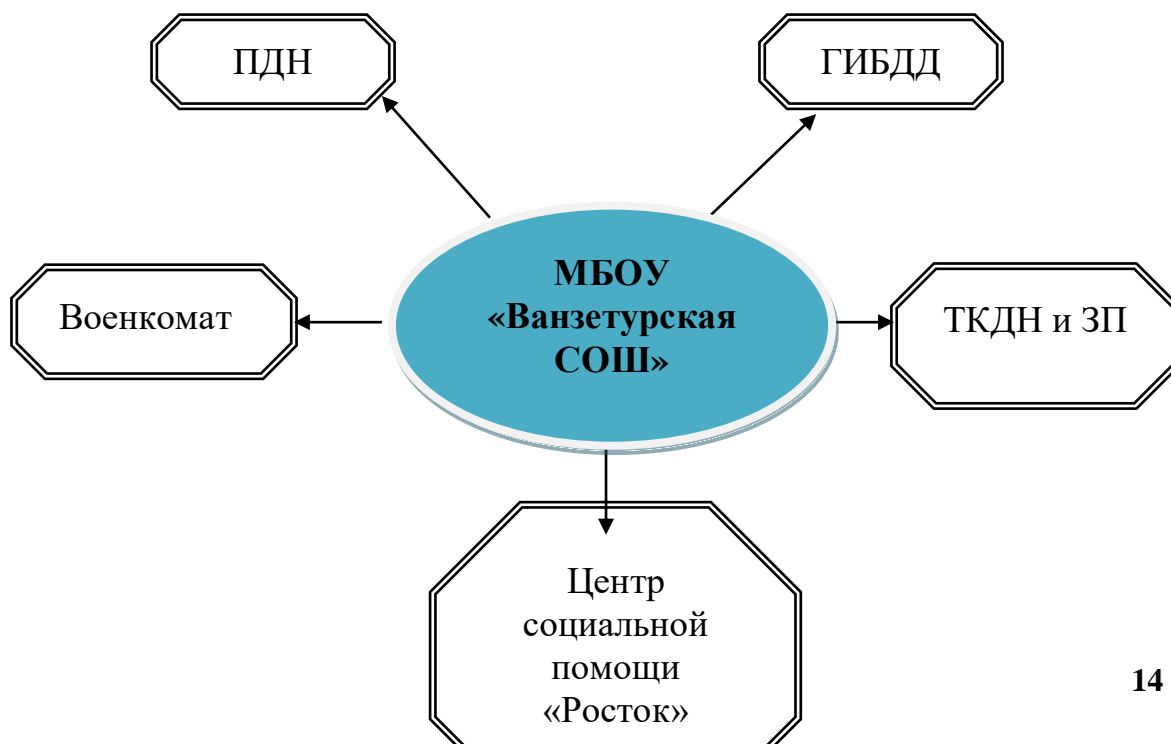 ПДН
ГИБДД
МБОУ
«Ванзетурская
СОШ»
Военкомат
ТКДН и ЗП
Центр
социальной
помощи
«Росток»
14